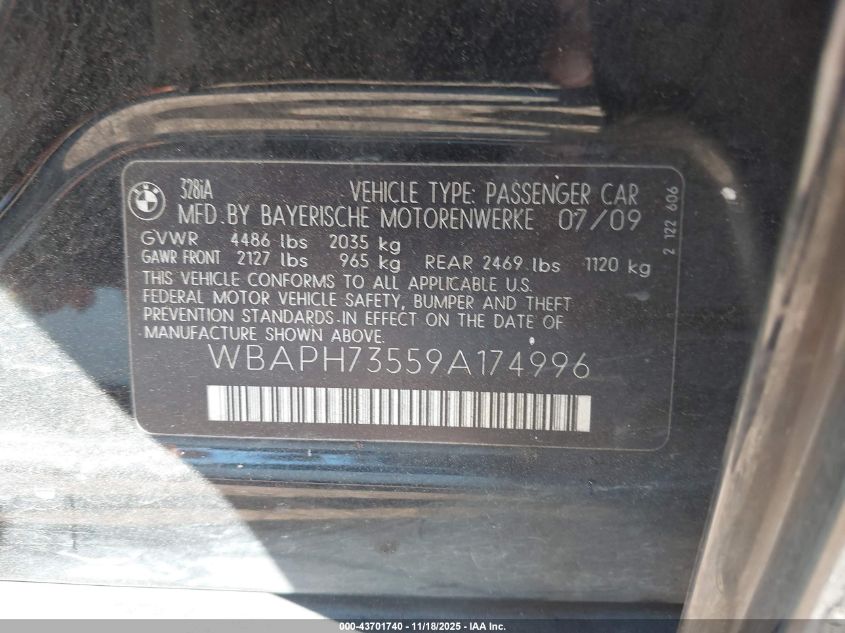 BMW
328iA
VEHICLE TYPE: PASSENGER CAR
MFD. BY BAYERISCHE MOTORENWERKE 07/09
GVWR 4486 lbs 2035 kg
GAWR FRONT 2127 lbs 965 kg REAR 2469 lbs 1120 kg
THIS VEHICLE CONFORMS TO ALL APPLICABLE U.S.
FEDERAL MOTOR VEHICLE SAFETY, BUMPER AND THEFT
PREVENTION STANDARDS IN EFFECT ON THE DATE OF
MANUFACTURE SHOWN ABOVE.
WBAPH73559A174996
2 122 606
000-43701740 - 11/18/2025 - IAA Inc.